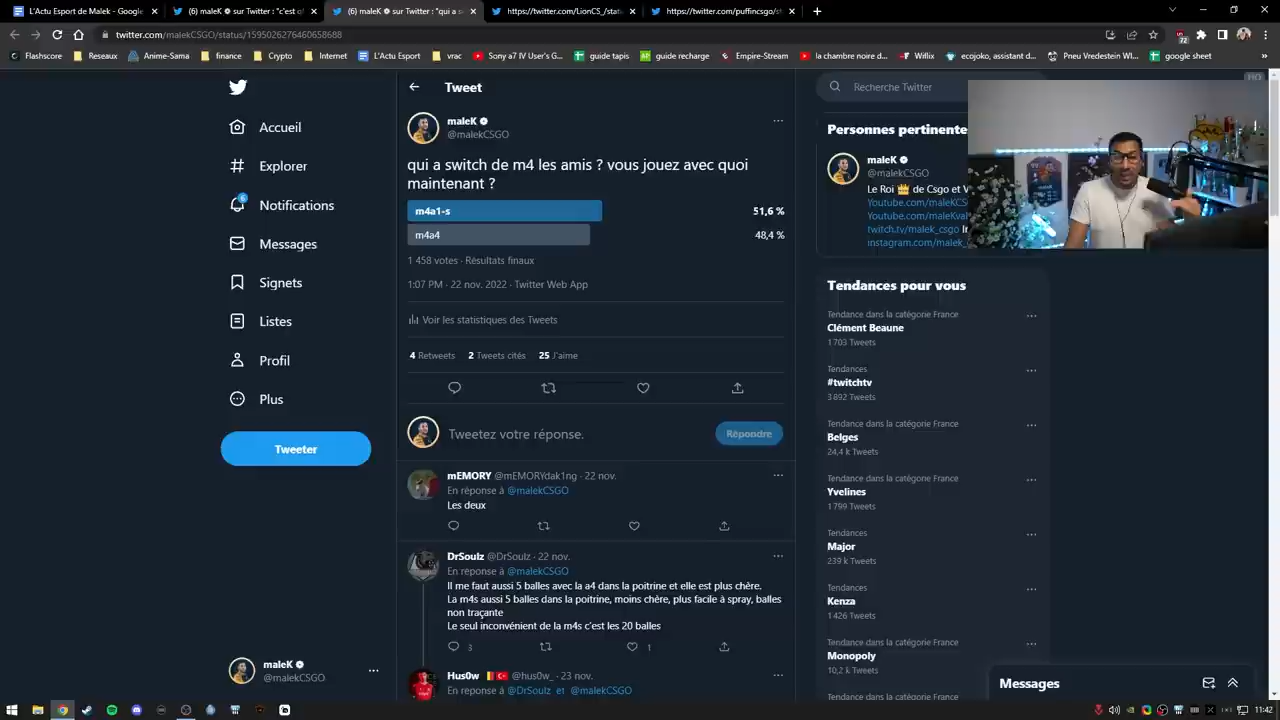 L'Actu Esport de Malek - Google
(6) maleK sur Twitter : "c'est q
(6) maleK sur Twitter : "qui a s
https://twitter.com/LionCS_/stat
https://twitter.com/puffincsgo/st
twitter.com/malekCSGO/status/1595026276460658688
Flashscore
Reseaux
Anime-Sama
finance
Crypto
Internet
L'Actu Esport
vrac
Sony a7 IV User's G...
guide tapis
guide recharge
Empire-Stream
la chambre noire d...
Willix
ecojoko, assistant d...
Pneu Vredestein Wi...
google sheet
Accueil
Explorer
Notifications
Messages
Signets
Listes
Profil
Plus
Tweeter
maleK
@malekCSGO
Tweet
maleK
@malekCSGO
qui a switch de m4 les amis ? vous jouez avec quoi
maintenant ?
m4a1-s 51,6 %
m4a4 48,4 %
1 458 votes · Résultats finaux
1:07 PM · 22 nov. 2022 · Twitter Web App
Voir les statistiques des Tweets
4 Retweets 2 Tweets cités 25 J'aime
Tweetez votre réponse.
Répondre
mEMORY @mEMORYdak1ng · 22 nov.
En réponse à @malekCSGO
Les deux
DrSoulz @DrSoulz · 22 nov.
En réponse à @malekCSGO
Il me faut aussi 5 balles avec la a4 dans la poitrine et elle est plus chère.
La m4s aussi 5 balles dans la poitrine, moins chère, plus facile à spray, balles
non traçante
Le seul inconvénient de la m4s c'est les 20 balles
3
1
Hus0w @hus0w_ · 23 nov.
En réponse à @DrSoulz et @malekCSGO
Recherche Twitter
Personnes pertinente
maleK
@malekCSGO
Le Roi 👑 de Csgo et V
Youtube.com/maleKCS
Youtube.com/maleKval
twitch.tv/malek_csgo In
instagram.com/malek_
Tendances pour vous
Tendance dans la catégorie France
Clément Beaune
1 703 Tweets
Tendances
#twitchtv
3 892 Tweets
Tendance dans la catégorie France
Belges
24,4 k Tweets
Tendance dans la catégorie France
Yvelines
1 799 Tweets
Tendances
Major
239 k Tweets
Tendances
Kenza
1 426 Tweets
Tendance dans la catégorie France
Monopoly
10,2 k Tweets
Tendance dans la catégorie France
Messages
11:42